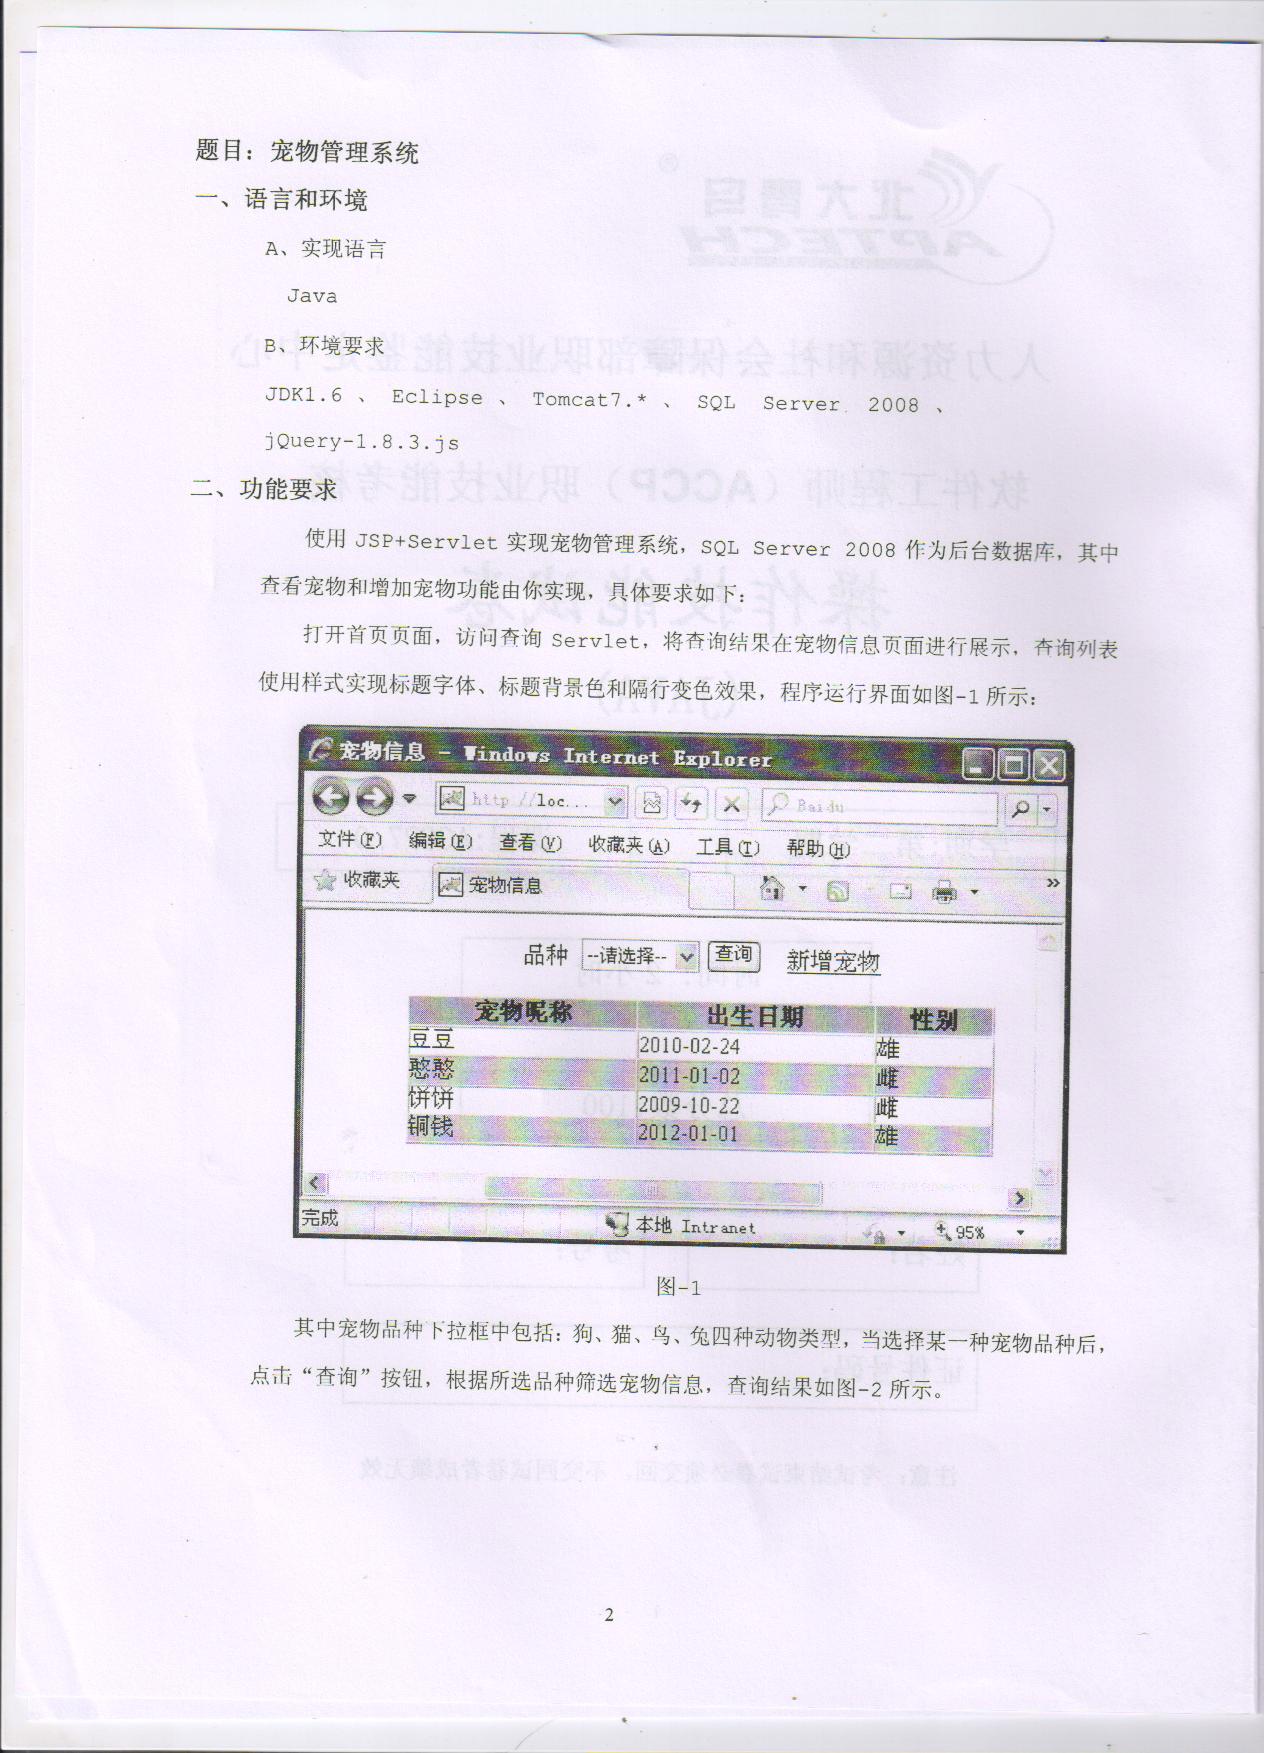 题目：宠物管理系统
一、语言和环境
A、实现语言
Java
B、环境要求
JDK1.6 、 Eclipse 、 Tomcat7.* 、 SQL Server 2008 、
jQuery-1.8.3.js
二、功能要求
使用 JSP+Servlet 实现宠物管理系统，SQL Server 2008 作为后台数据库，其中
查看宠物和增加宠物功能由你实现，具体要求如下：
打开首页页面，访问查询 Servlet，将查询结果在宠物信息页面进行展示，查询列表
使用样式实现标题字体、标题背景色和隔行变色效果，程序运行界面如图-1 所示：
宠物信息 - Windows Internet Explorer
http://loc... Baidu
文件(F) 编辑(E) 查看(V) 收藏夹(A) 工具(T) 帮助(H)
收藏夹 宠物信息 »
品种 --请选择-- 查询 新增宠物
宠物昵称 出生日期 性别
豆豆 2010-02-24 雄
憨憨 2011-01-02 雌
饼饼 2009-10-22 雌
铜钱 2012-01-01 雄
完成 本地 Intranet 95%
图-1
其中宠物品种下拉框中包括：狗、猫、鸟、兔四种动物类型，当选择某一种宠物品种后，
点击“查询”按钮，根据所选品种筛选宠物信息，查询结果如图-2 所示。
2